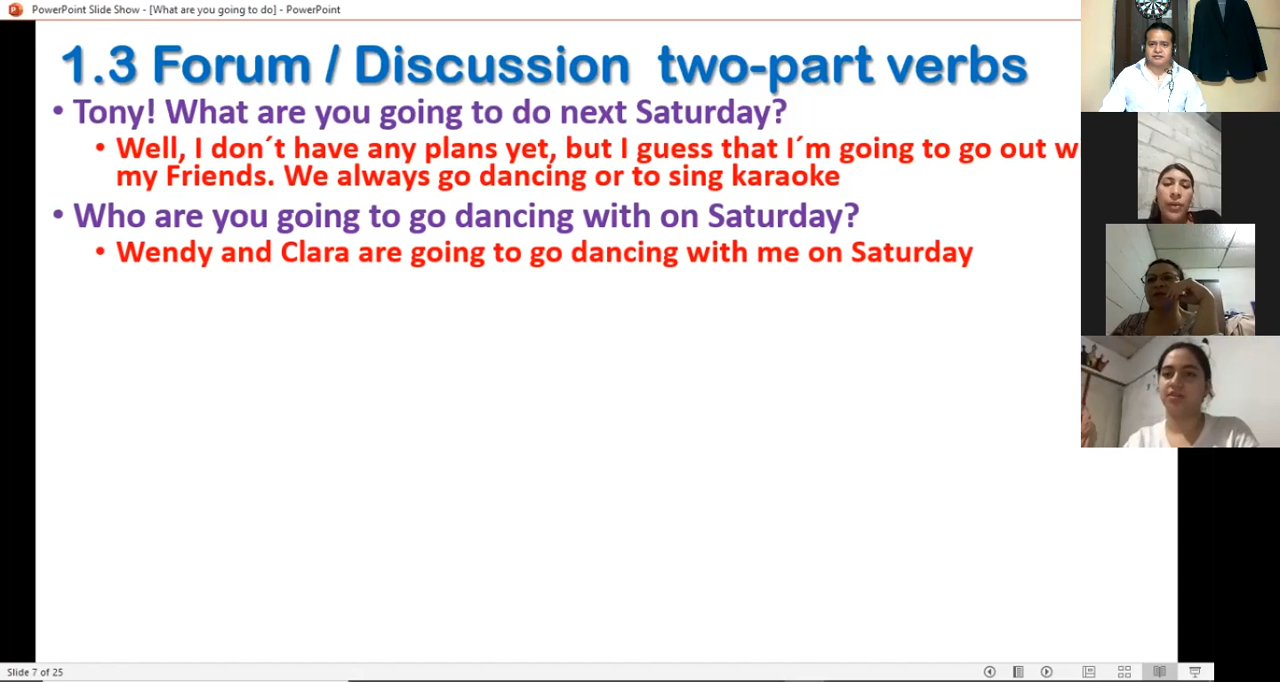 PowerPoint Slide Show - [What are you going to do] - PowerPoint
1.3 Forum / Discussion two-part verbs
• Tony! What are you going to do next Saturday?
• Well, I don´t have any plans yet, but I guess that I´m going to go out w
my Friends. We always go dancing or to sing karaoke
• Who are you going to go dancing with on Saturday?
• Wendy and Clara are going to go dancing with me on Saturday
Slide 7 of 25